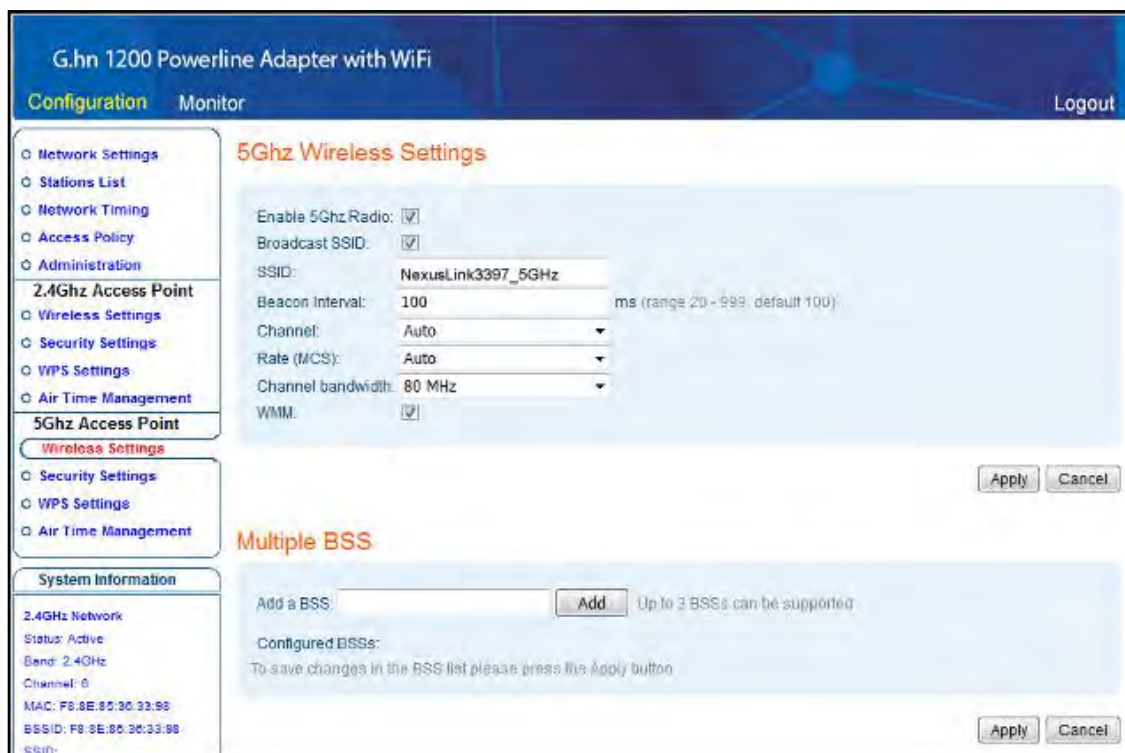 G.hn 1200 Powerline Adapter with WiFi
Configuration Monitor Logout
Network Settings
Stations List
Network Timing
Access Policy
Administration
2.4Ghz Access Point
Wireless Settings
Security Settings
WPS Settings
Air Time Management
5Ghz Access Point
Wireless Settings
Security Settings
WPS Settings
Air Time Management
System Information
2.4GHz Network
Status: Active
Band: 2.4GHz
Channel: 6
MAC:
BSSID:
SSID:
5Ghz Wireless Settings
Enable 5Ghz Radio:
Broadcast SSID:
SSID: NexusLink3397_5GHz
Beacon Interval: 100 ms (range 20 - 999, default 100)
Channel: Auto
Rate (MCS): Auto
Channel bandwidth: 80 MHz
WMM:
Apply Cancel
Multiple BSS
Add a BSS: Add Up to 3 BSSs can be supported
Configured BSSs:
To save changes in the BSS list please press the Apply button
Apply Cancel